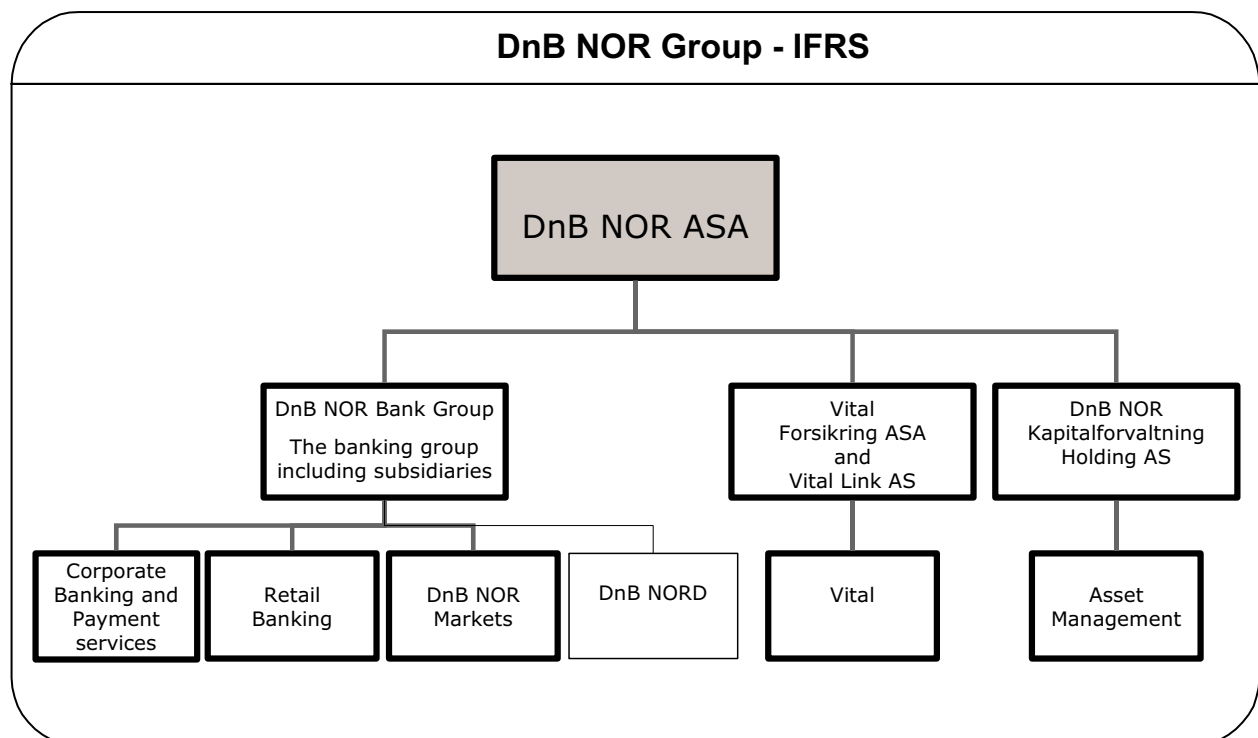 DnB NOR Group - IFRS
DnB NOR ASA
DnB NOR Bank Group
The banking group
including subsidiaries
Vital
Forsikring ASA
and
Vital Link AS
DnB NOR
Kapitalforvaltning
Holding AS
Corporate
Banking and
Payment
services
Retail
Banking
DnB NOR
Markets
DnB NORD
Vital
Asset
Management